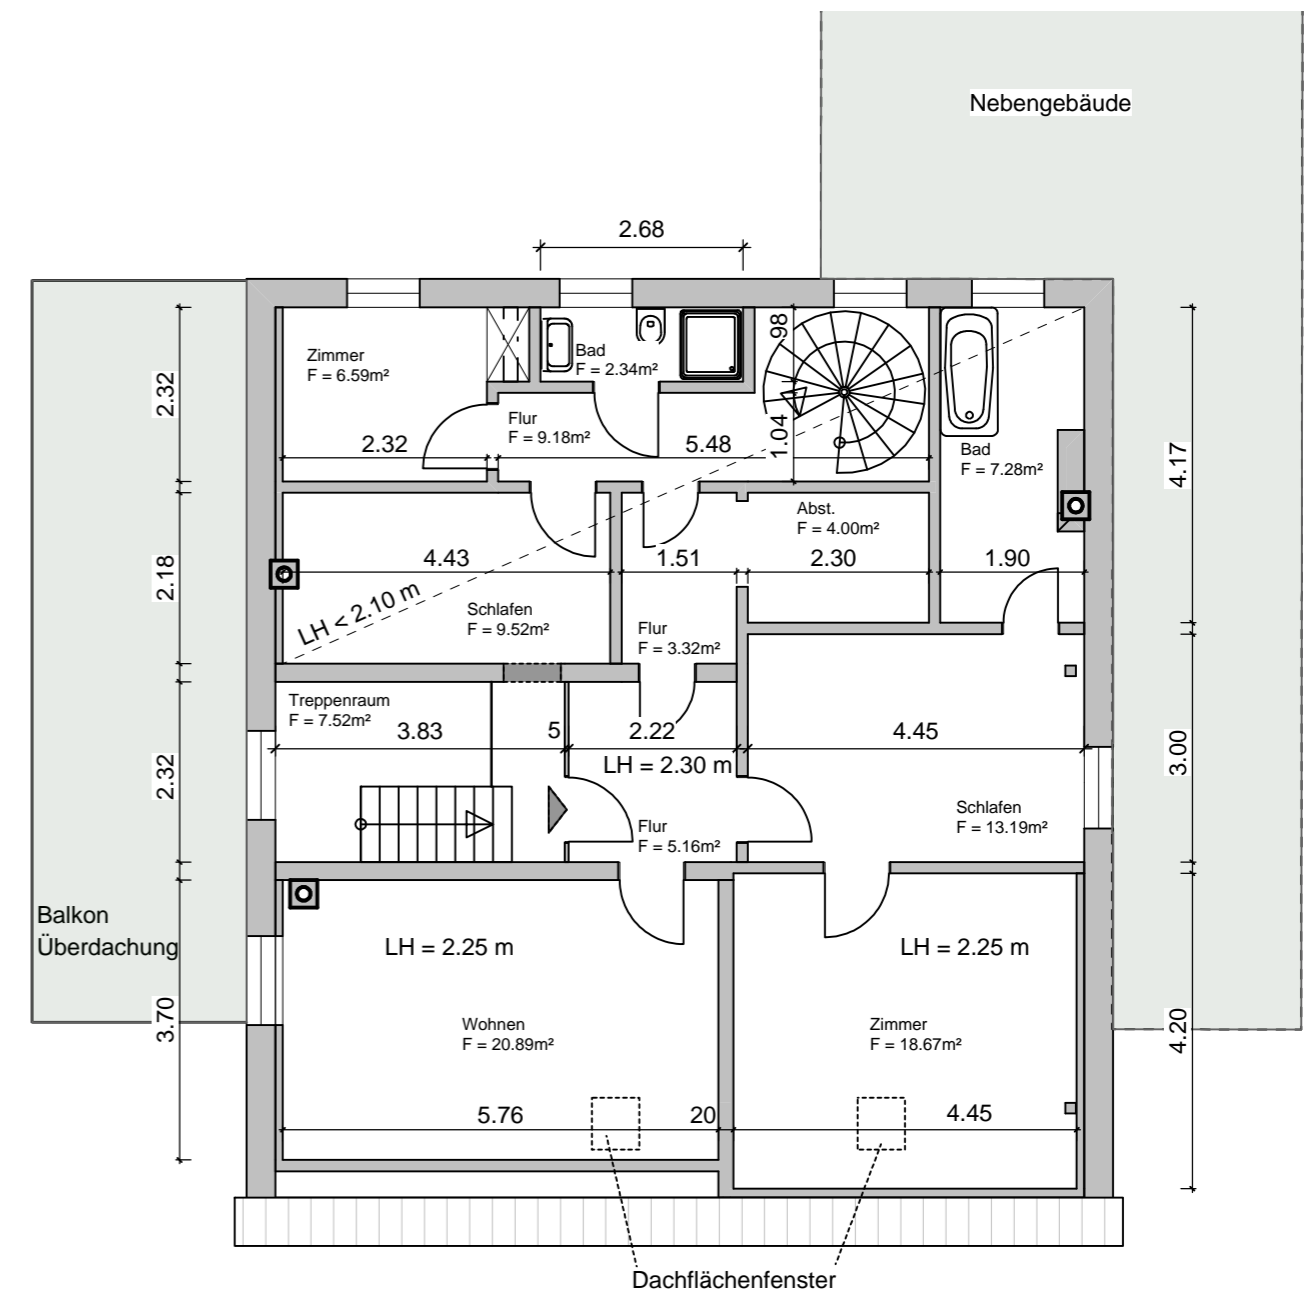 Nebengebäude
2.68
Zimmer
F = 6.59m²
Bad
F = 2.34m²
98
2.32
Flur
F = 9.18m²
2.32
5.48
1.04
Bad
F = 7.28m²
4.17
Abst.
F = 4.00m²
2.18
4.43
1.51
2.30
1.90
LH < 2.10 m
Schlafen
F = 9.52m²
Flur
F = 3.32m²
Treppenraum
F = 7.52m²
3.83
5
2.22
4.45
3.00
2.32
LH = 2.30 m
Schlafen
F = 13.19m²
Flur
F = 5.16m²
Balkon
Überdachung
LH = 2.25 m
LH = 2.25 m
3.70
Wohnen
F = 20.89m²
Zimmer
F = 18.67m²
4.20
5.76
20
4.45
Dachflächenfenster